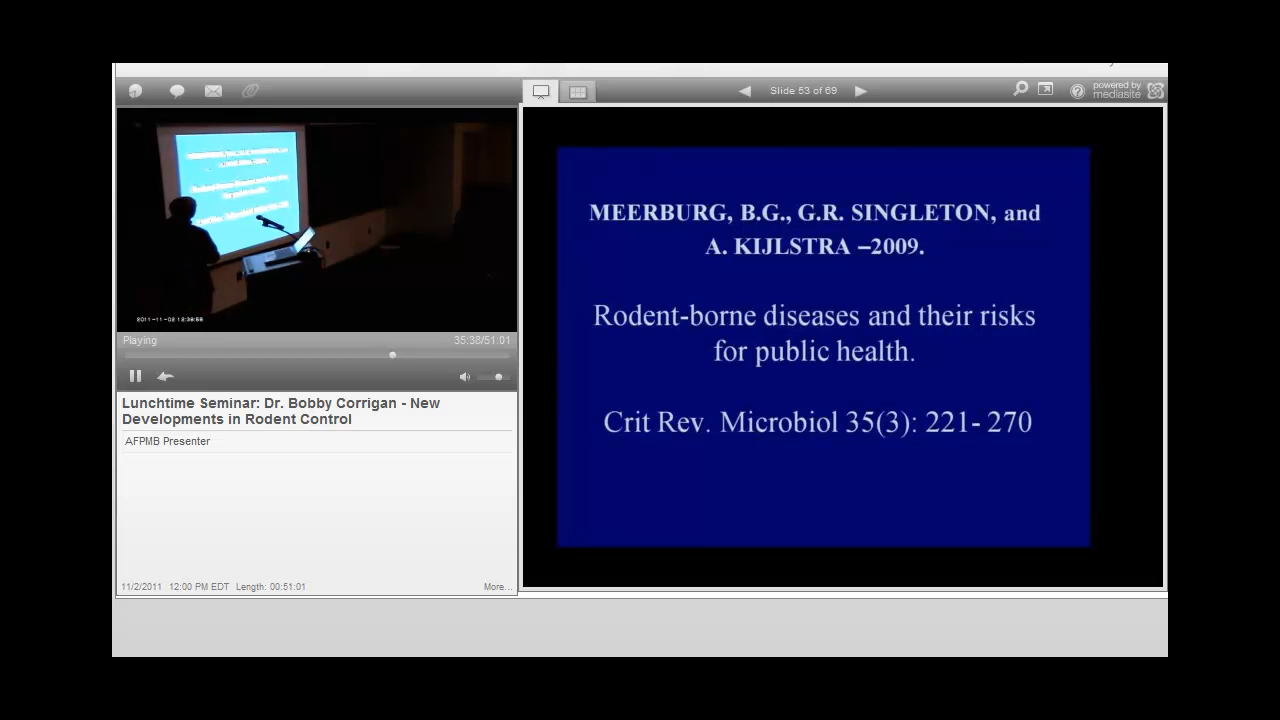 Slide 53 of 69
powered by
mediasite
2011-11-02
Playing
35:38/51:01
Lunchtime Seminar: Dr. Bobby Corrigan - New
Developments in Rodent Control
AFPMB Presenter
11/2/2011 12:00 PM EDT Length: 00:51:01
More...
MEERBURG, B.G., G.R. SINGLETON, and
A. KIJLSTRA –2009.
Rodent-borne diseases and their risks
for public health.
Crit Rev. Microbiol 35(3): 221- 270